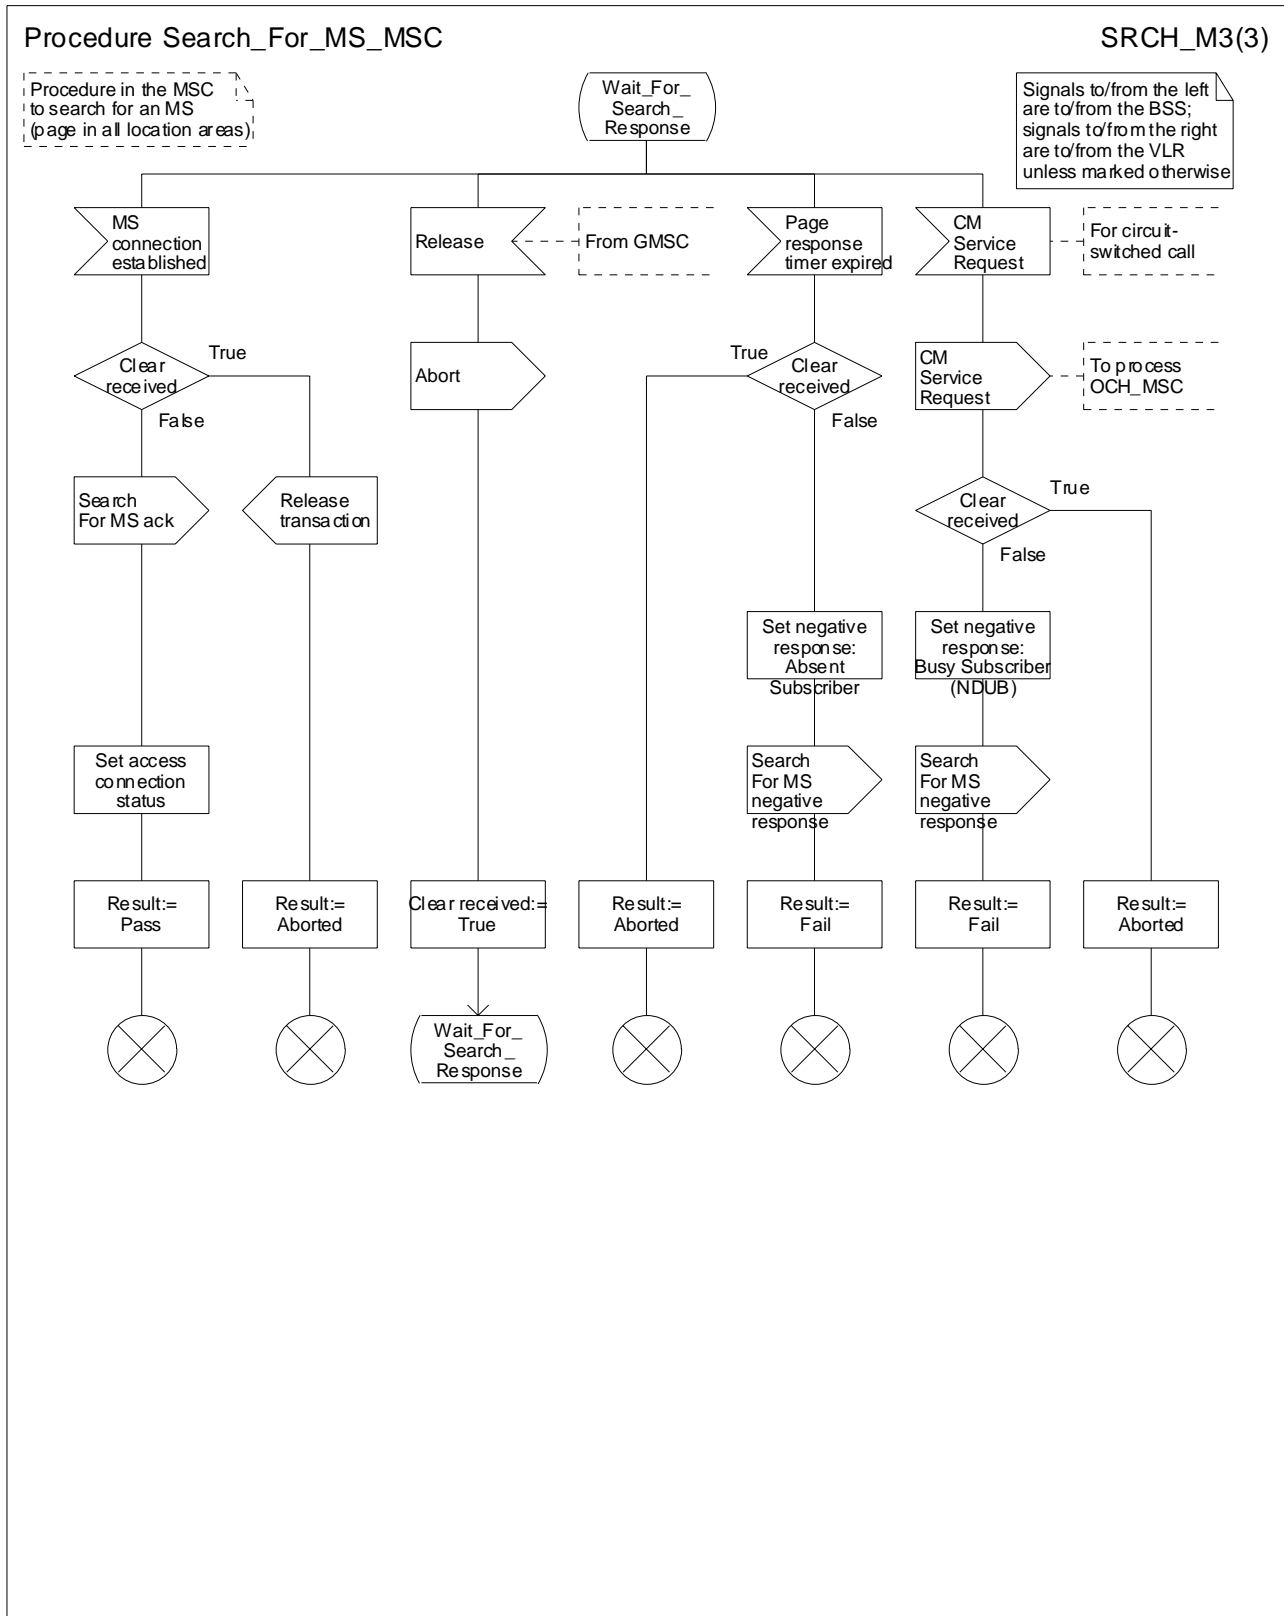 Procedure Search_For_MS_MSC
SRCH_M3(3)
Procedure in the MSC
to search for an MS
(page in all location areas)
Wait_For_
Search_
Response
Signals to/from the left
are to/from the BSS;
signals to/from the right
are to/from the VLR
unless marked otherwise
MS
connection
established
Release
From GMSC
Page
response
timer expired
CM
Service
Request
For circuit-
switched call
Clear
received
True
False
Abort
True
Clear
received
False
CM
Service
Request
To process
OCH_MSC
Search
For MS ack
Release
transaction
Clear
received
True
False
Set negative
response:
Absent
Subscriber
Set negative
response:
Busy Subscriber
(NDUB)
Set access
connection
status
Search
For MS
negative
response
Search
For MS
negative
response
Result:=
Pass
Result:=
Aborted
Clear received:=
True
Result:=
Aborted
Result:=
Fail
Result:=
Fail
Result:=
Aborted
Wait_For_
Search_
Response